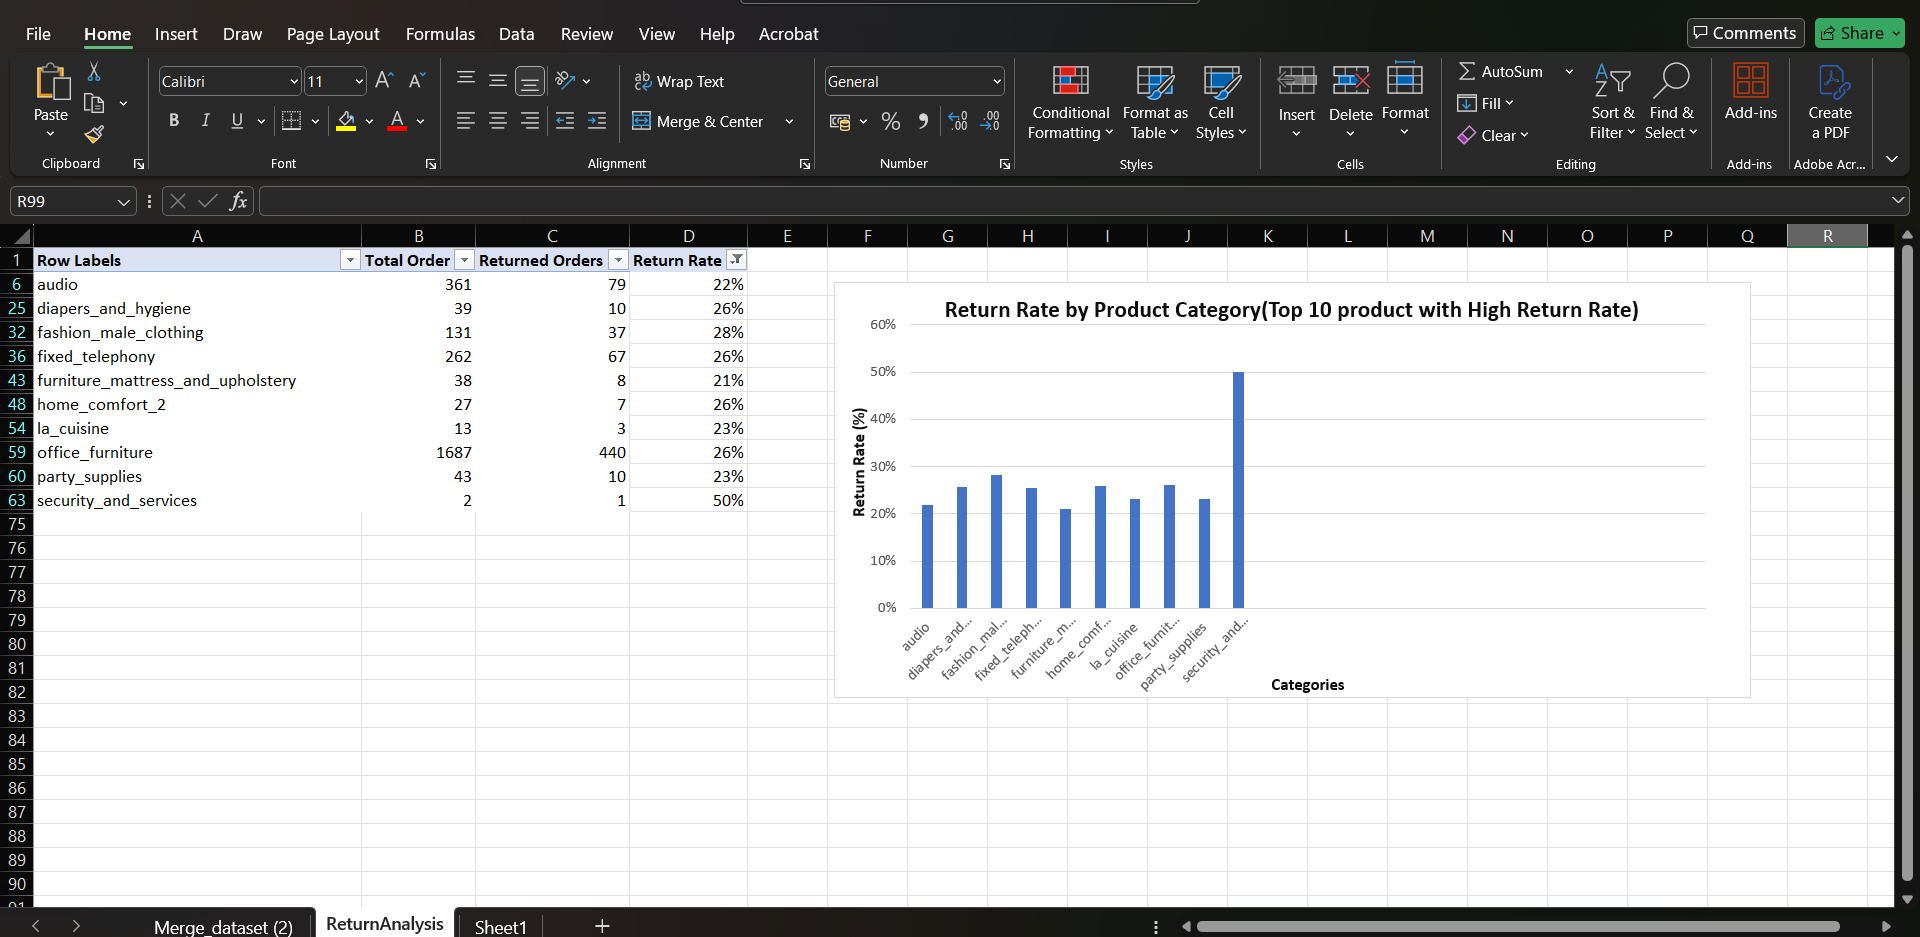 File Home Insert Draw Page Layout Formulas Data Review View Help Acrobat Comments Share
Paste
Clipboard
Calibri 11
B I U A
Font
ab Wrap Text
Merge & Center
Alignment
General
% 9
Number
Conditional Formatting
Format as Table
Cell Styles
Styles
Insert Delete Format
Cells
AutoSum
Fill
Clear
Sort & Filter
Find & Select
Editing
Add-ins
Add-ins
Create a PDF
Adobe Acr...
R99 fx
A B C D E F G H I J K L M N O P Q R
1 Row Labels Total Order Returned Orders Return Rate
6 audio 361 79 22%
25 diapers_and_hygiene 39 10 26%
32 fashion_male_clothing 131 37 28%
36 fixed_telephony 262 67 26%
43 furniture_mattress_and_upholstery 38 8 21%
48 home_comfort_2 27 7 26%
54 la_cuisine 13 3 23%
59 office_furniture 1687 440 26%
60 party_supplies 43 10 23%
63 security_and_services 2 1 50%
75
76
77
78
79
80
81
82
83
84
85
86
87
88
89
90
Return Rate by Product Category(Top 10 product with High Return Rate)
Return Rate (%)
60%
50%
40%
30%
20%
10%
0%
audio
diapers_and...
fashion_mal...
fixed_teleph...
furniture_m...
home_comf...
la_cuisine
office_furnit...
party_supplies
security_and...
Categories
Merge_dataset (2) ReturnAnalysis Sheet1 +